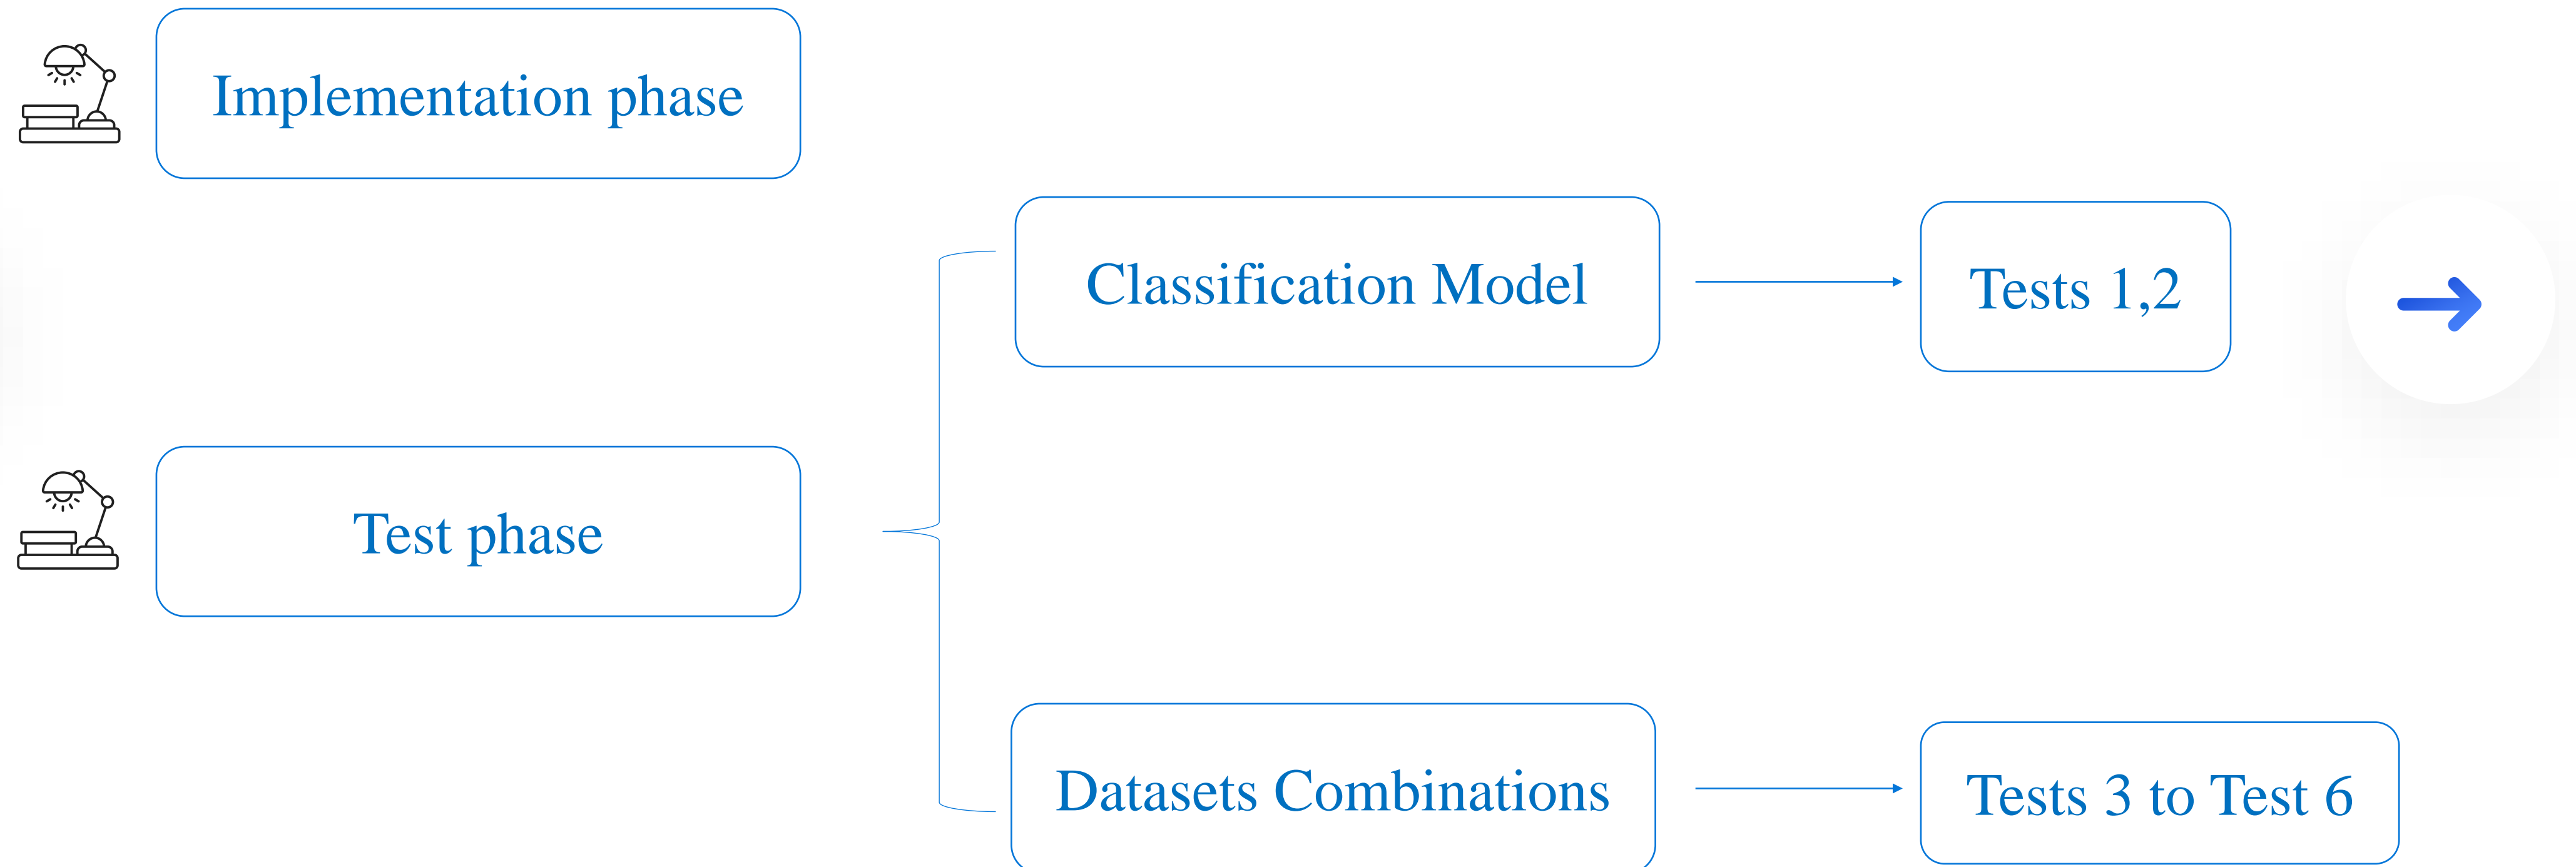 Implementation phase
Classification Model
Tests 1,2
Test phase
Datasets Combinations
Tests 3 to Test 6